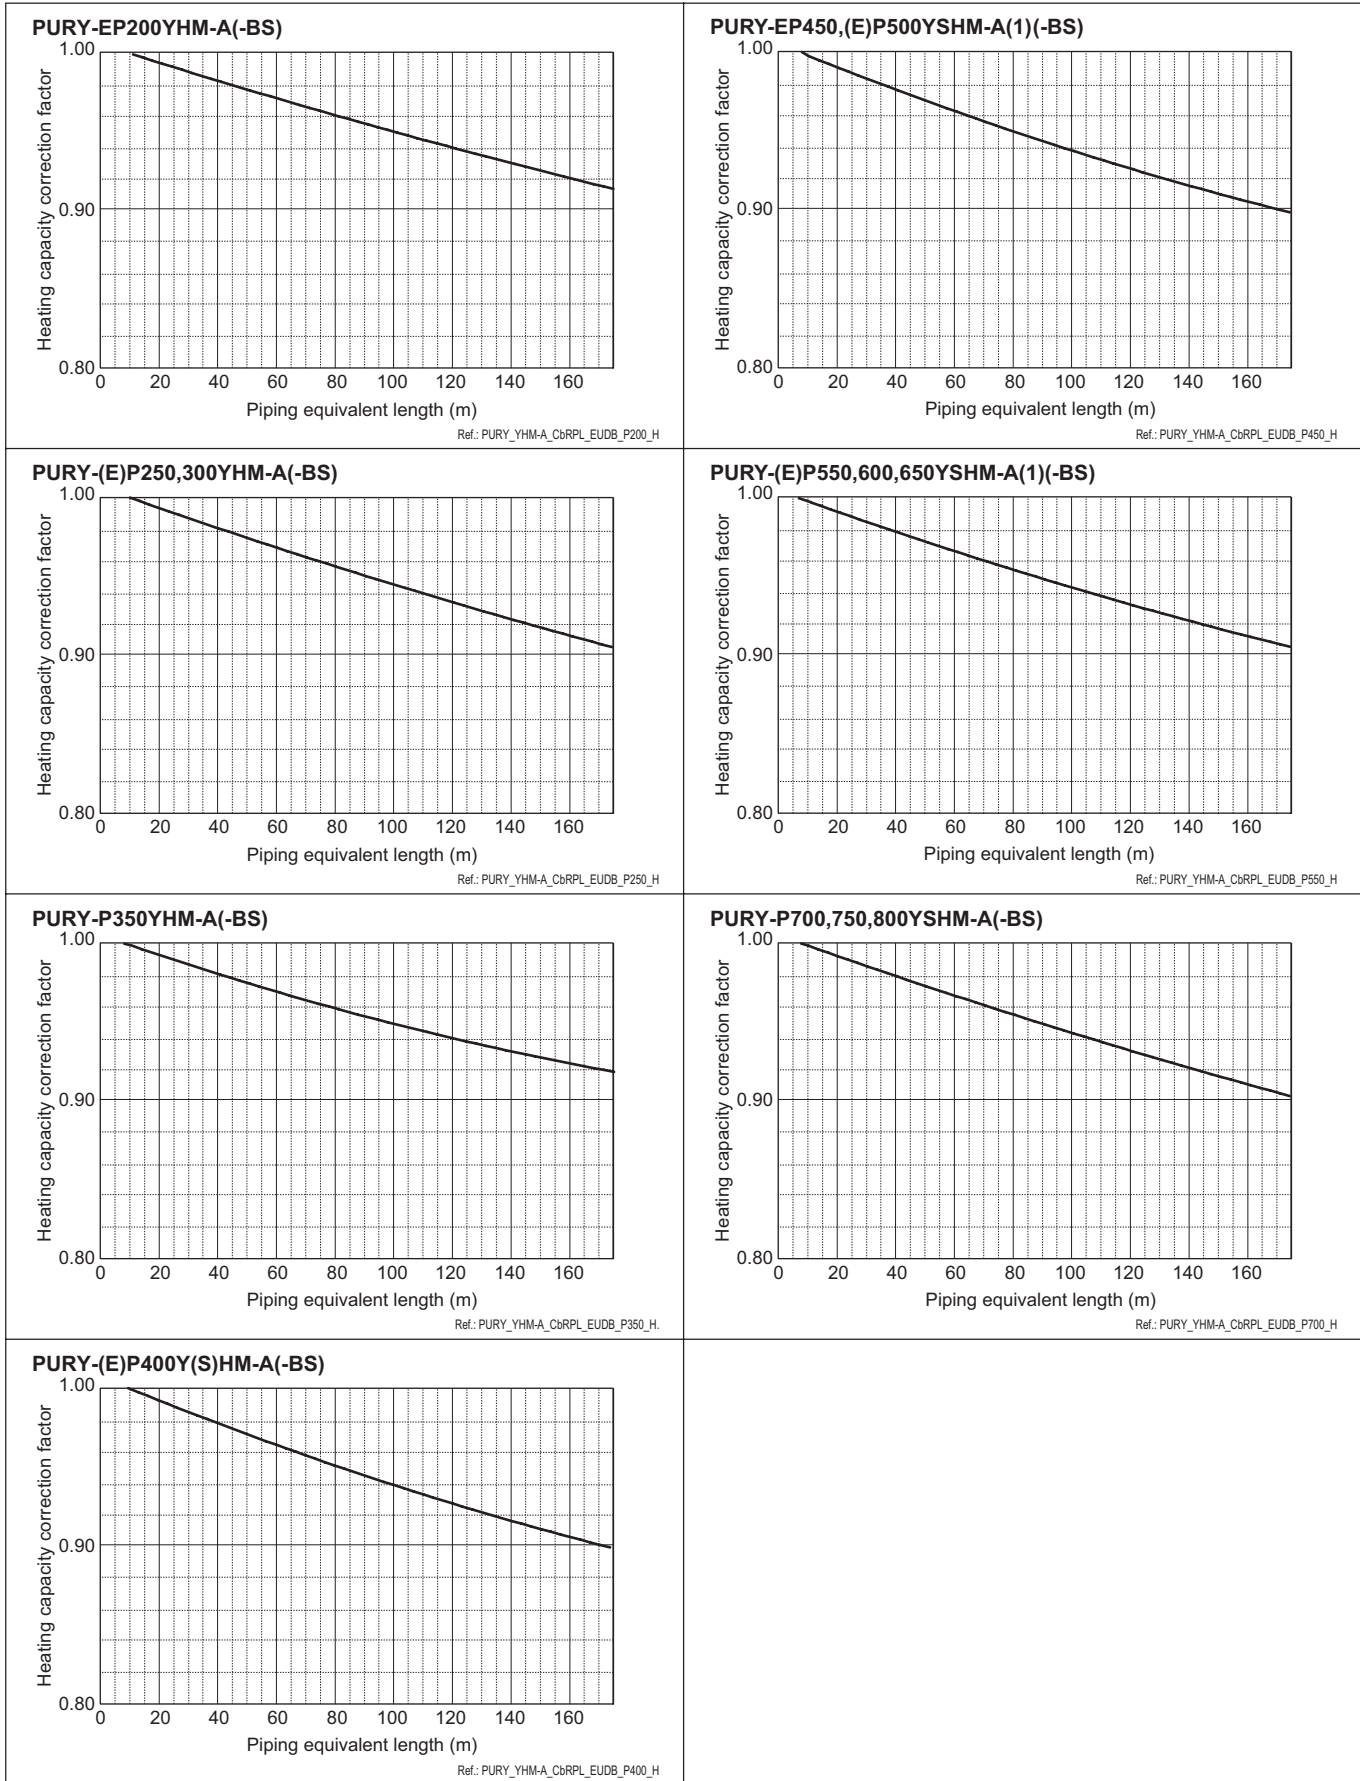 PURY-EP200YHM-A(-BS)
Heating capacity correction factor
1.00
0.90
0.80
0 20 40 60 80 100 120 140 160
Piping equivalent length (m)
Ref.: PURY_YHM-A_CbRPL_EUDB_P200_H
PURY-EP450,(E)P500YSHM-A(1)(-BS)
Heating capacity correction factor
1.00
0.90
0.80
0 20 40 60 80 100 120 140 160
Piping equivalent length (m)
Ref.: PURY_YHM-A_CbRPL_EUDB_P450_H
PURY-(E)P250,300YHM-A(-BS)
Heating capacity correction factor
1.00
0.90
0.80
0 20 40 60 80 100 120 140 160
Piping equivalent length (m)
Ref.: PURY_YHM-A_CbRPL_EUDB_P250_H
PURY-(E)P550,600,650YSHM-A(1)(-BS)
Heating capacity correction factor
1.00
0.90
0.80
0 20 40 60 80 100 120 140 160
Piping equivalent length (m)
Ref.: PURY_YHM-A_CbRPL_EUDB_P550_H
PURY-P350YHM-A(-BS)
Heating capacity correction factor
1.00
0.90
0.80
0 20 40 60 80 100 120 140 160
Piping equivalent length (m)
Ref.: PURY_YHM-A_CbRPL_EUDB_P350_H.
PURY-P700,750,800YSHM-A(-BS)
Heating capacity correction factor
1.00
0.90
0.80
0 20 40 60 80 100 120 140 160
Piping equivalent length (m)
Ref.: PURY_YHM-A_CbRPL_EUDB_P700_H
PURY-(E)P400Y(S)HM-A(-BS)
Heating capacity correction factor
1.00
0.90
0.80
0 20 40 60 80 100 120 140 160
Piping equivalent length (m)
Ref.: PURY_YHM-A_CbRPL_EUDB_P400_H